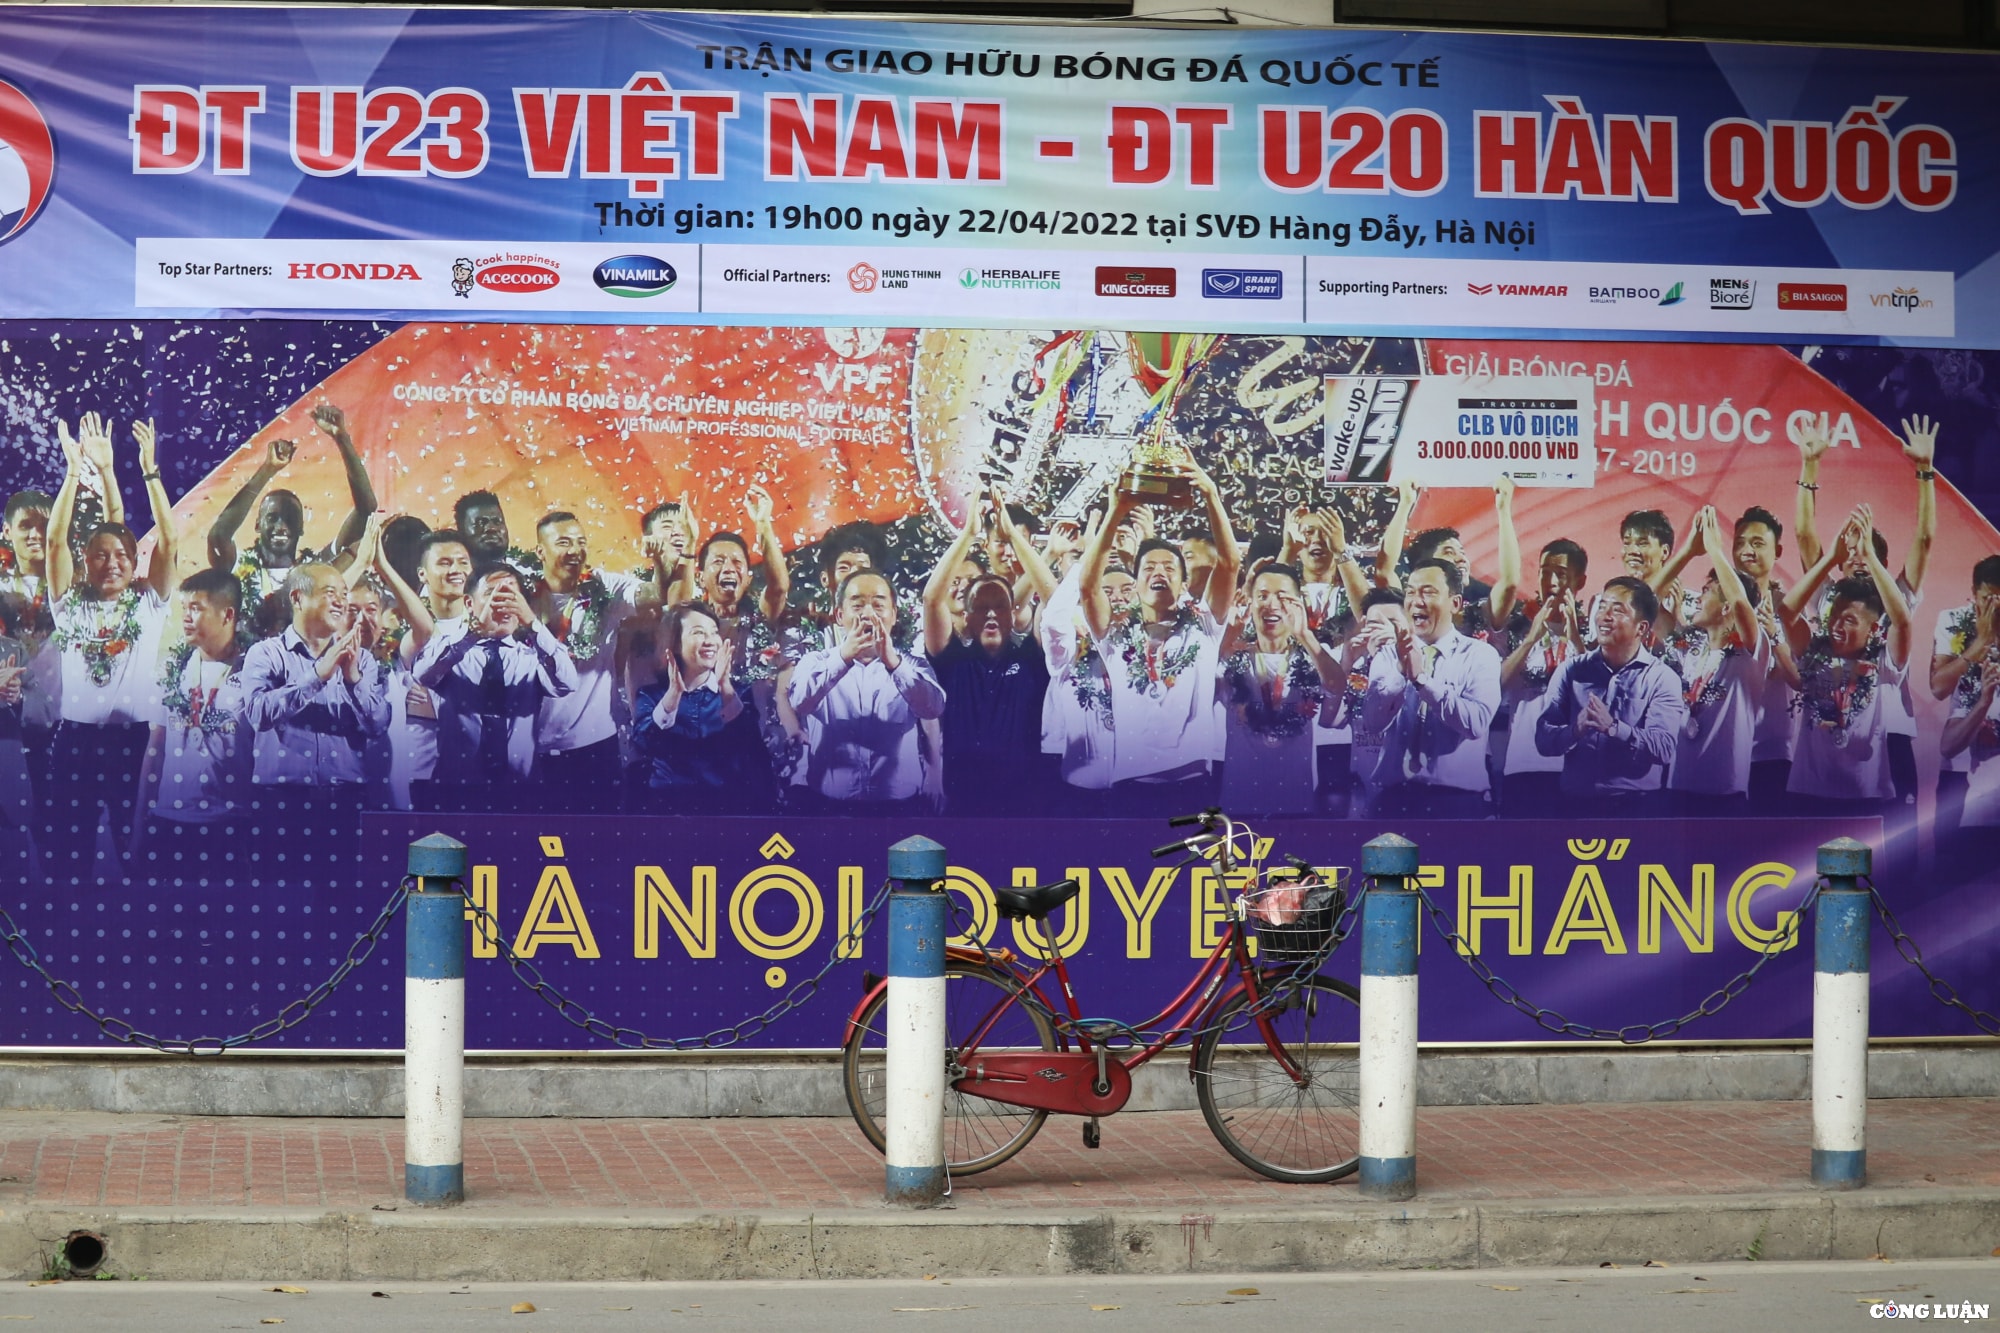 TRẬN GIAO HỮU BÓNG ĐÁ QUỐC TẾ
ĐT U23 VIỆT NAM - ĐT U20 HÀN QUỐC
Thời gian: 19h00 ngày 22/04/2022 tại SVĐ Hàng Đẫy, Hà Nội
Top Star Partners: HONDA Cook happiness ACECOOK VINAMILK Official Partners: HUNG THINH LAND HERBALIFE NUTRITION KING COFFEE GRAND SPORT Supporting Partners: YANMAR BAMBOO AIRWAYS MEN's Bioré BIA SAIGON vntrip.vn
VPF
CÔNG TY CỔ PHẦN BÓNG ĐÁ CHUYÊN NGHIỆP VIỆT NAM
VIETNAM PROFESSIONAL FOOTBALL
Wake
7
2019
GIẢI BÓNG ĐÁ
CH QUỐC GIA
7-2019
wake-up 247
TRAO TẶNG
CLB VÔ ĐỊCH
3.000.000.000 VNĐ
HÀ NỘI QUYẾT THẮNG
CÔNG LUẬN